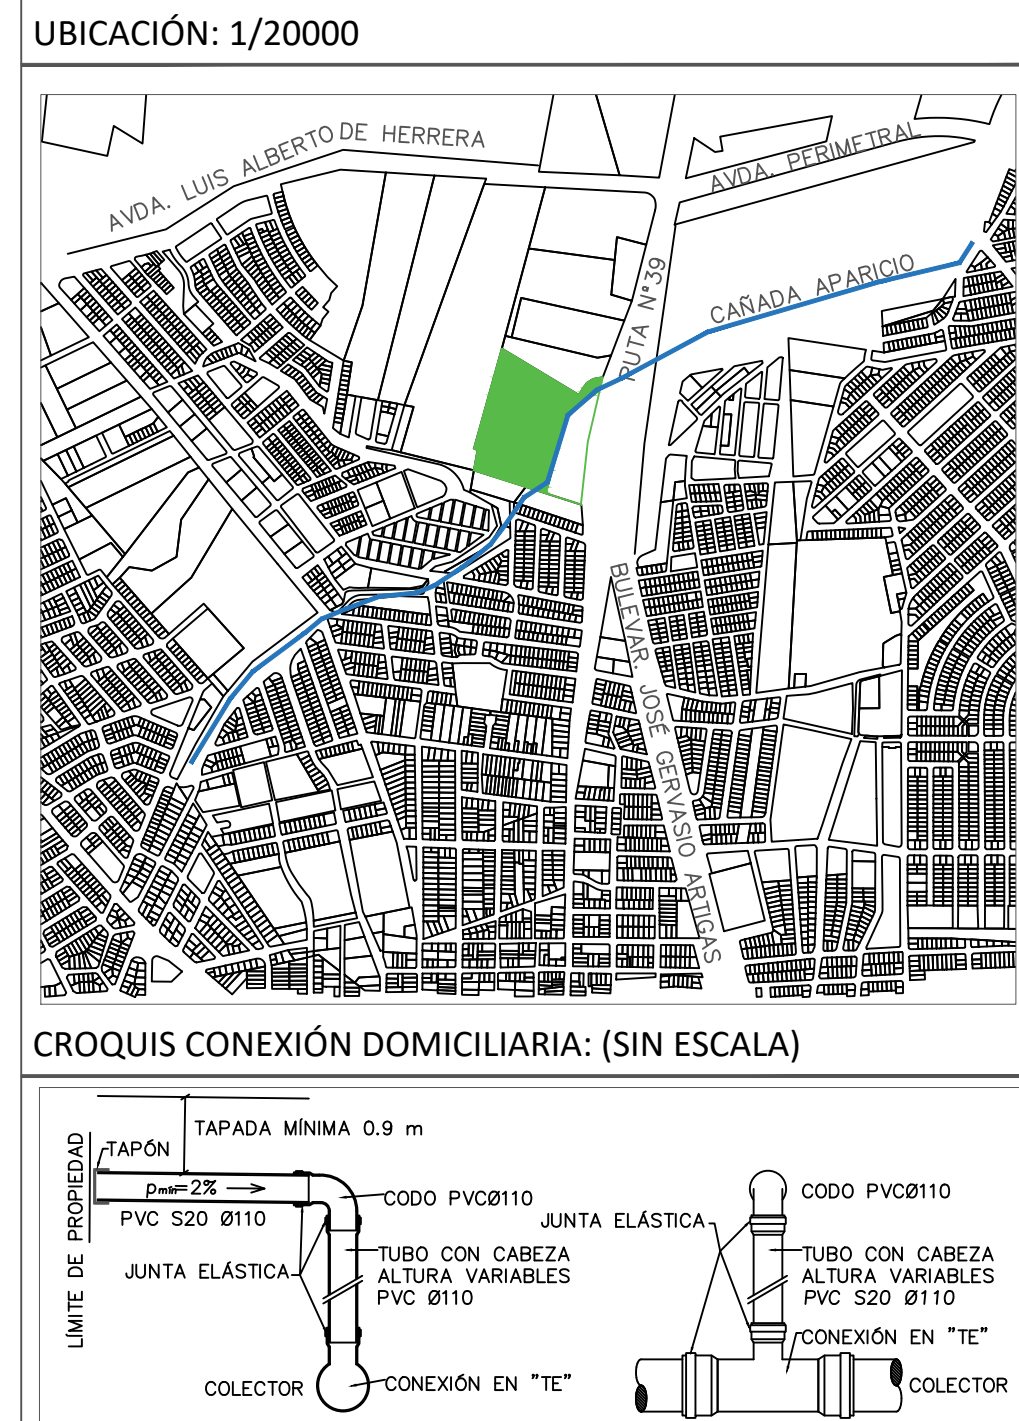 UBICACIÓN: 1/20000
AVDA. LUIS ALBERTO DE HERRERA
AVDA. PERIMETRAL
RUTA N°39
CAÑADA APARICIO
BULEVAR. JOSÉ GERVASIO ARTIGAS
CROQUIS CONEXIÓN DOMICILIARIA: (SIN ESCALA)
LÍMITE DE PROPIEDAD
TAPADA MÍNIMA 0.9 m
TAPÓN
pmín=2%
PVC S20 Ø110
CODO PVCØ110
JUNTA ELÁSTICA
TUBO CON CABEZA
ALTURA VARIABLES
PVC Ø110
COLECTOR
CONEXIÓN EN "TE"
CODO PVCØ110
JUNTA ELÁSTICA
TUBO CON CABEZA
ALTURA VARIABLES
PVC S20 Ø110
CONEXIÓN EN "TE"
COLECTOR